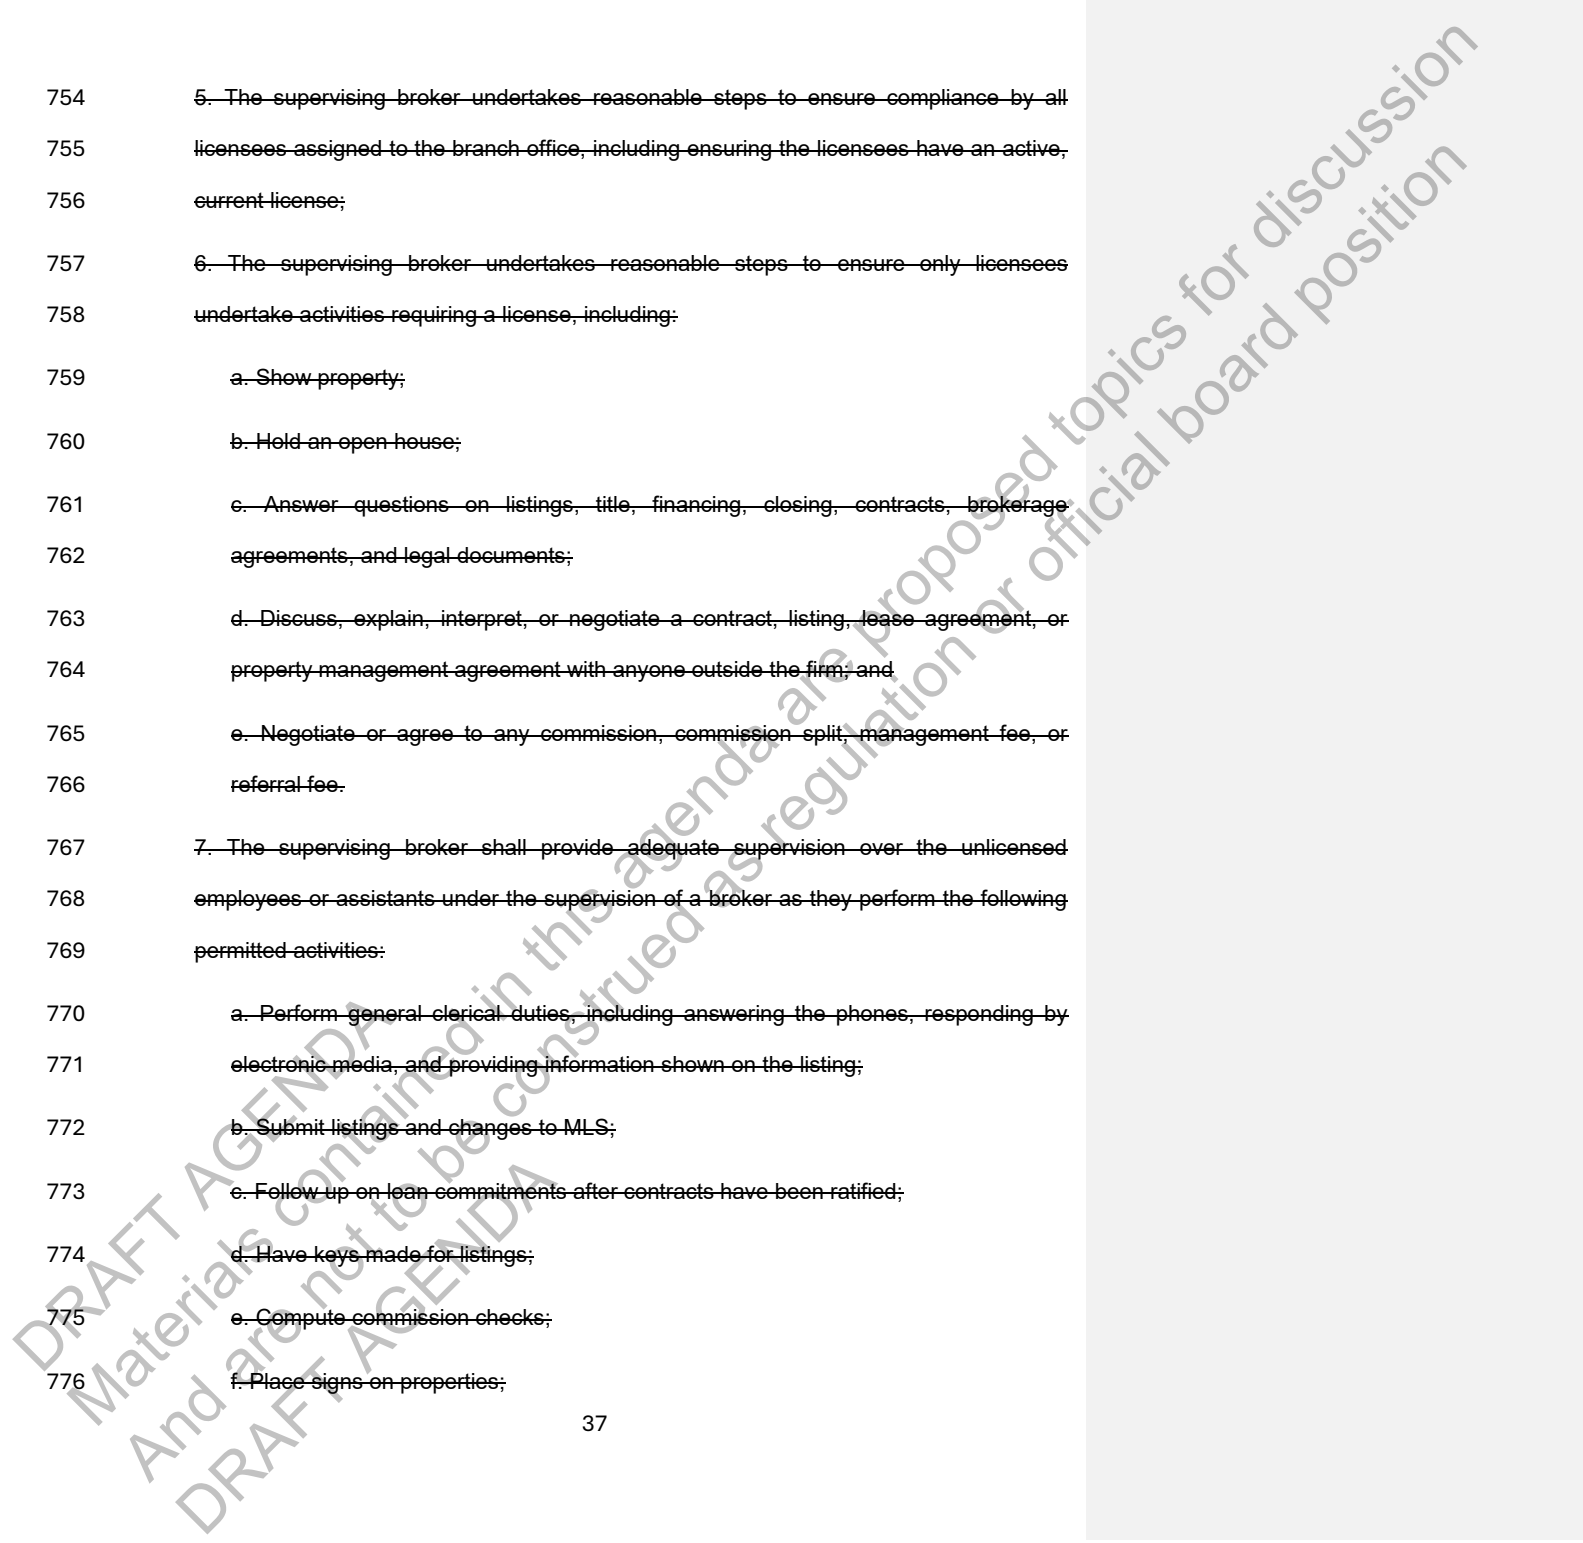 754 5. The supervising broker undertakes reasonable steps to ensure compliance by all
755 licensees assigned to the branch office, including ensuring the licensees have an active,
756 current license;
757 6. The supervising broker undertakes reasonable steps to ensure only licensees
758 undertake activities requiring a license, including:
759 a. Show property;
760 b. Hold an open house;
761 c. Answer questions on listings, title, financing, closing, contracts, brokerage
762 agreements, and legal documents;
763 d. Discuss, explain, interpret, or negotiate a contract, listing, lease agreement, or
764 property management agreement with anyone outside the firm; and
765 e. Negotiate or agree to any commission, commission split, management fee, or
766 referral fee.
767 7. The supervising broker shall provide adequate supervision over the unlicensed
768 employees or assistants under the supervision of a broker as they perform the following
769 permitted activities:
770 a. Perform general clerical duties, including answering the phones, responding by
771 electronic media, and providing information shown on the listing;
772 b. Submit listings and changes to MLS;
773 c. Follow up on loan commitments after contracts have been ratified;
774 d. Have keys made for listings;
775 e. Compute commission checks;
776 f. Place signs on properties;
37
DRAFT AGENDA
Materials contained in this agenda are proposed topics for discussion
And are not to be construed as regulation or official board position
DRAFT AGENDA